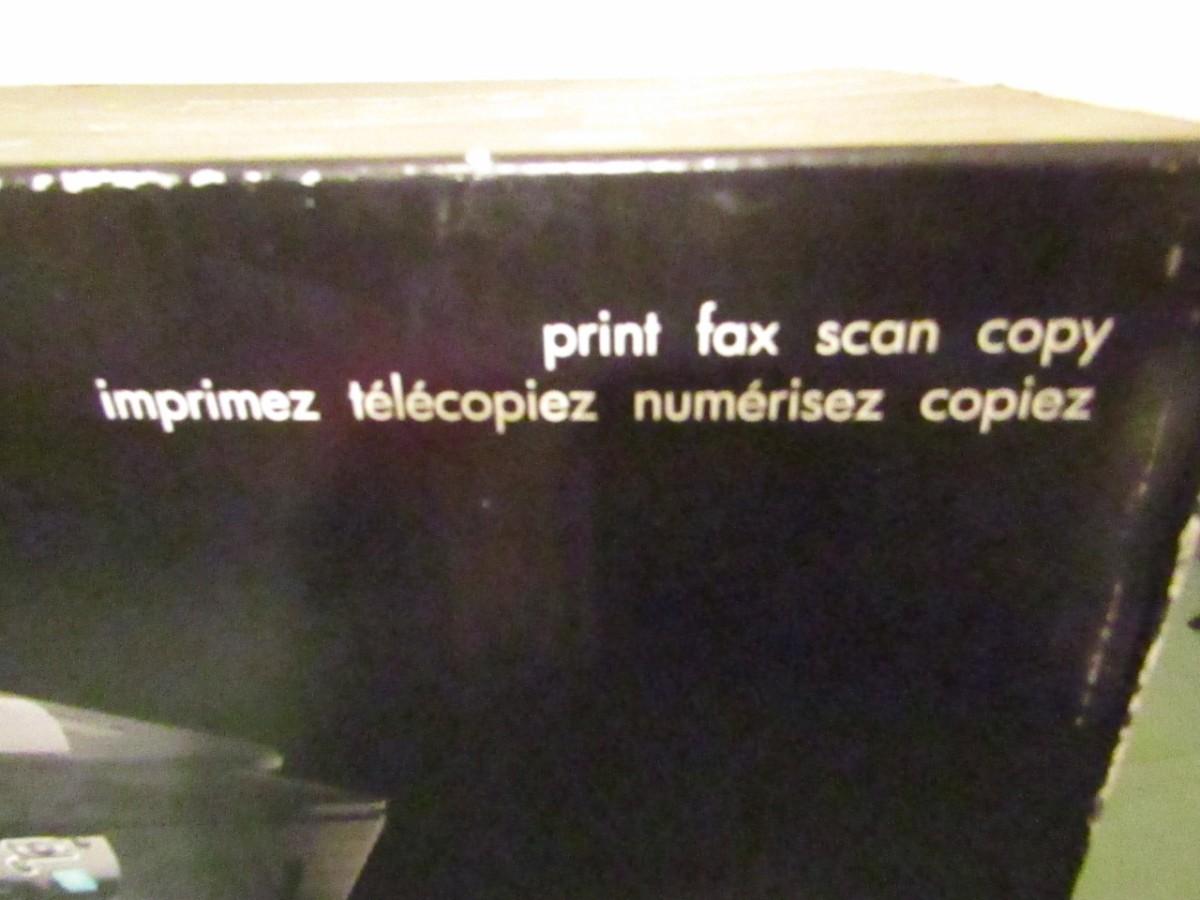 print fax scan copy
imprimez télécopiez numérisez copiez